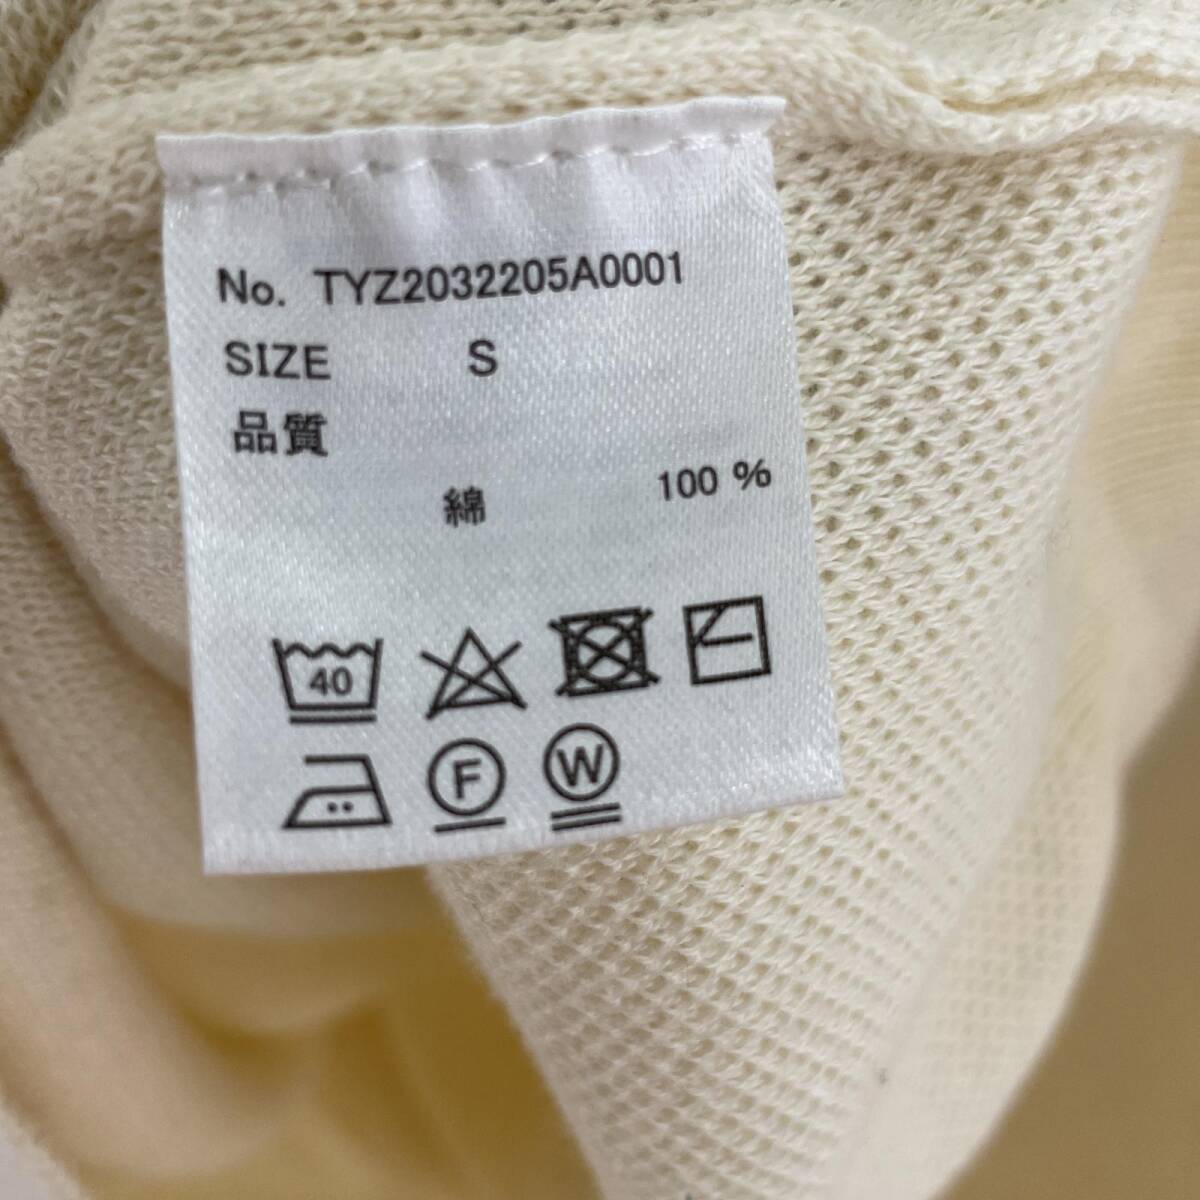 No. TYZ2032205A0001
SIZE S
品質
綿 100 %
40
F W